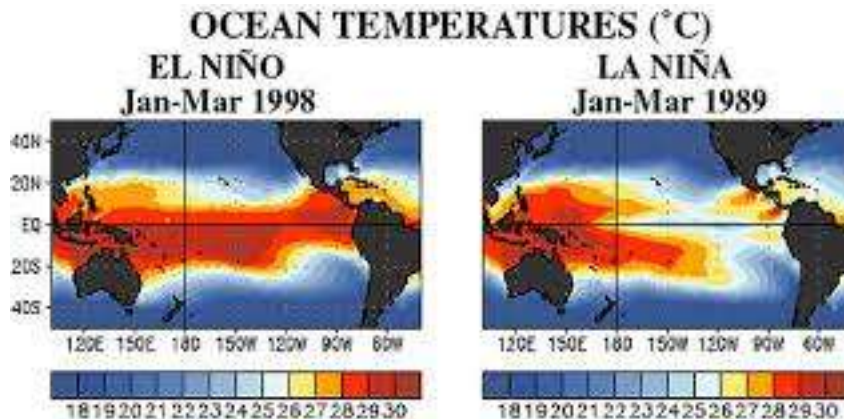 OCEAN TEMPERATURES (˚C)
EL NIÑO
Jan-Mar 1998
LA NIÑA
Jan-Mar 1989
40N
20N
EQ
20S
40S
120E 150E 180 150W 120W 90W 60W
120E 150E 180 150W 120W 90W 60W
18 19 20 21 22 23 24 25 26 27 28 29 30
18 19 20 21 22 23 24 25 26 27 28 29 30